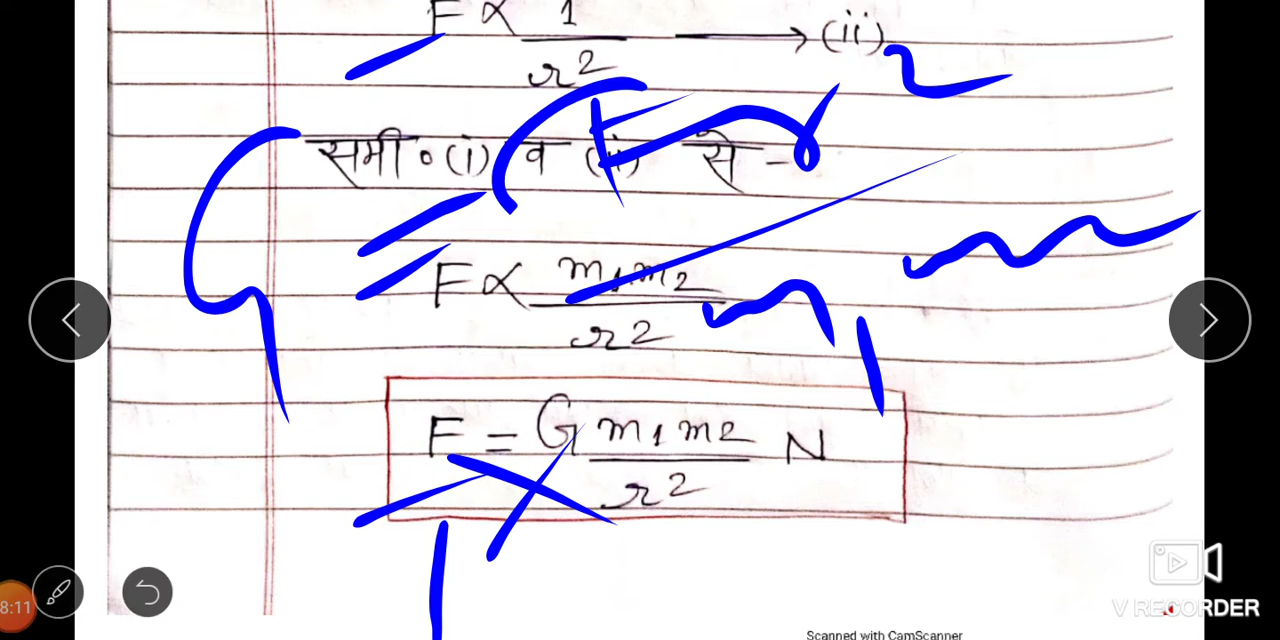 F ∝ 1/r² ⟶ (ii)
समी० (i) व (ii) से -
F ∝ m₁m₂/r²
F = G m₁m₂/r² N
8:11
V RECORDER
Scanned with CamScanner